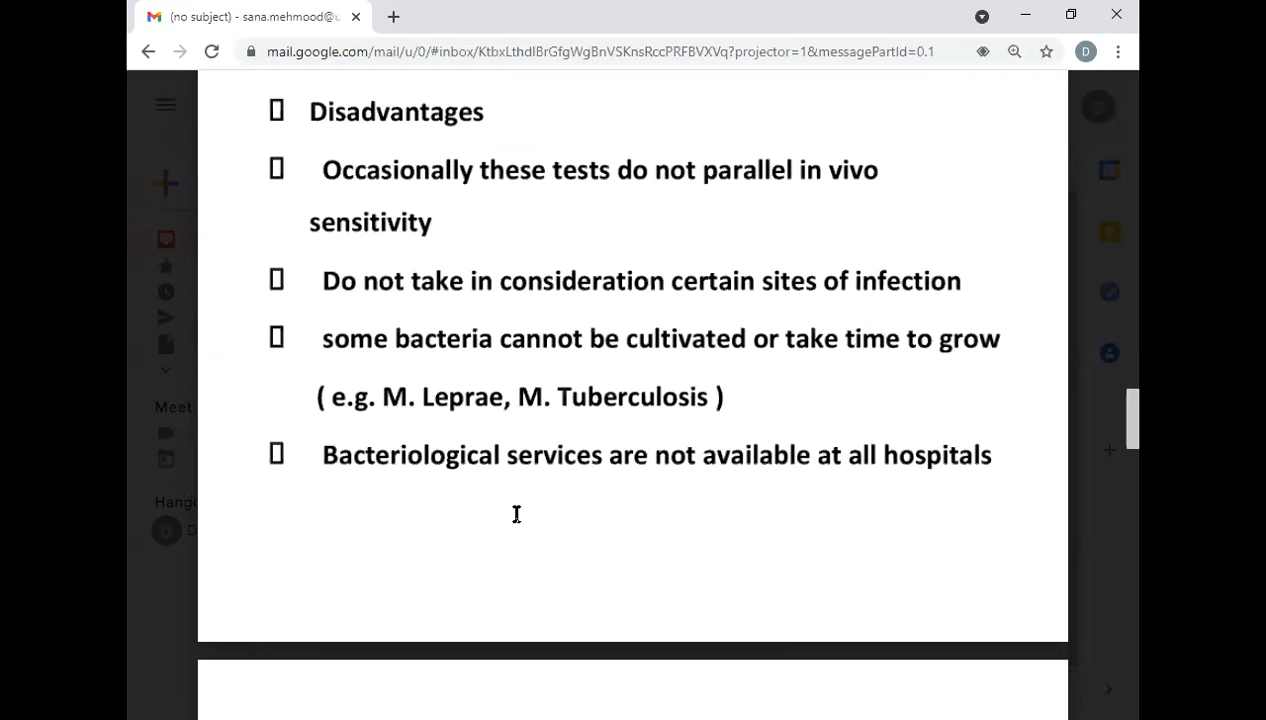 (no subject) - sana.mehmood@
mail.google.com/mail/u/0/#inbox/KtbxLthdlBrGfgWgBnVSKnsRccPRFBVXVq?projector=1&messagePartId=0.1
D
Disadvantages
Occasionally these tests do not parallel in vivo
sensitivity
Do not take in consideration certain sites of infection
some bacteria cannot be cultivated or take time to grow
( e.g. M. Leprae, M. Tuberculosis )
Meet
Bacteriological services are not available at all hospitals
Hango